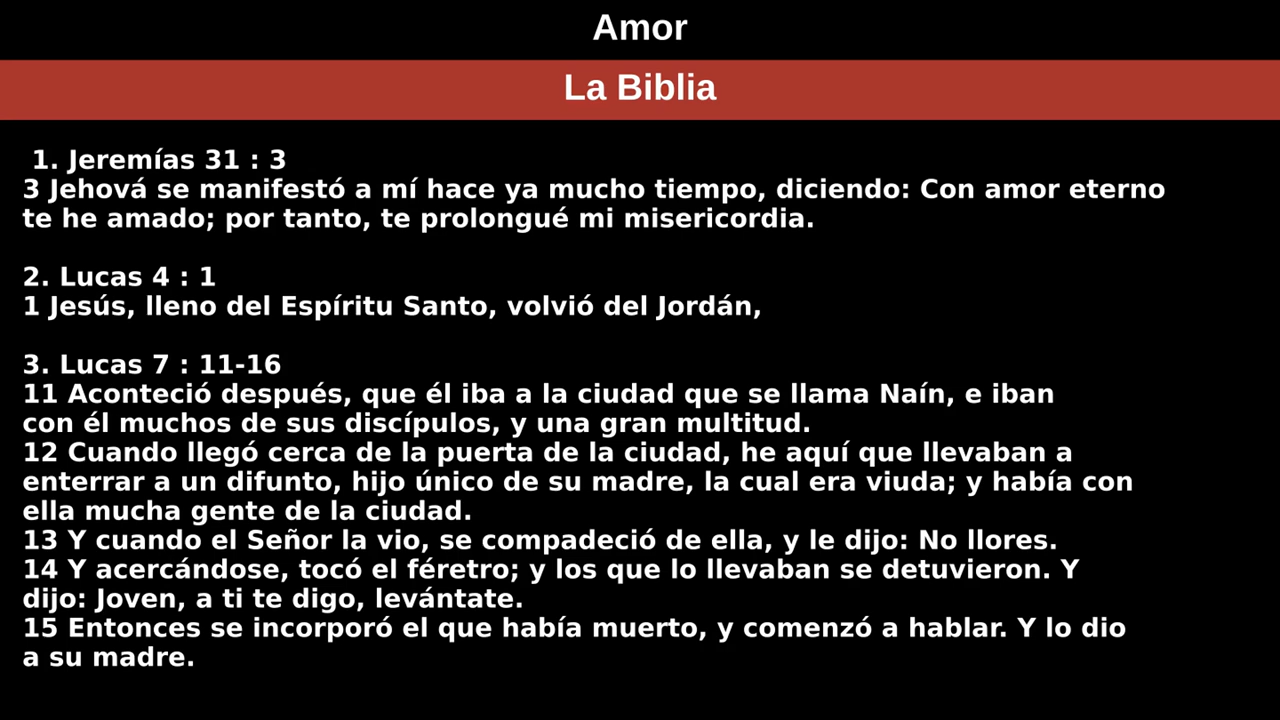 Amor
La Biblia
1. Jeremías 31 : 3
3 Jehová se manifestó a mí hace ya mucho tiempo, diciendo: Con amor eterno
te he amado; por tanto, te prolongué mi misericordia.
2. Lucas 4 : 1
1 Jesús, lleno del Espíritu Santo, volvió del Jordán,
3. Lucas 7 : 11-16
11 Aconteció después, que él iba a la ciudad que se llama Naín, e iban
con él muchos de sus discípulos, y una gran multitud.
12 Cuando llegó cerca de la puerta de la ciudad, he aquí que llevaban a
enterrar a un difunto, hijo único de su madre, la cual era viuda; y había con
ella mucha gente de la ciudad.
13 Y cuando el Señor la vio, se compadeció de ella, y le dijo: No llores.
14 Y acercándose, tocó el féretro; y los que lo llevaban se detuvieron. Y
dijo: Joven, a ti te digo, levántate.
15 Entonces se incorporó el que había muerto, y comenzó a hablar. Y lo dio
a su madre.